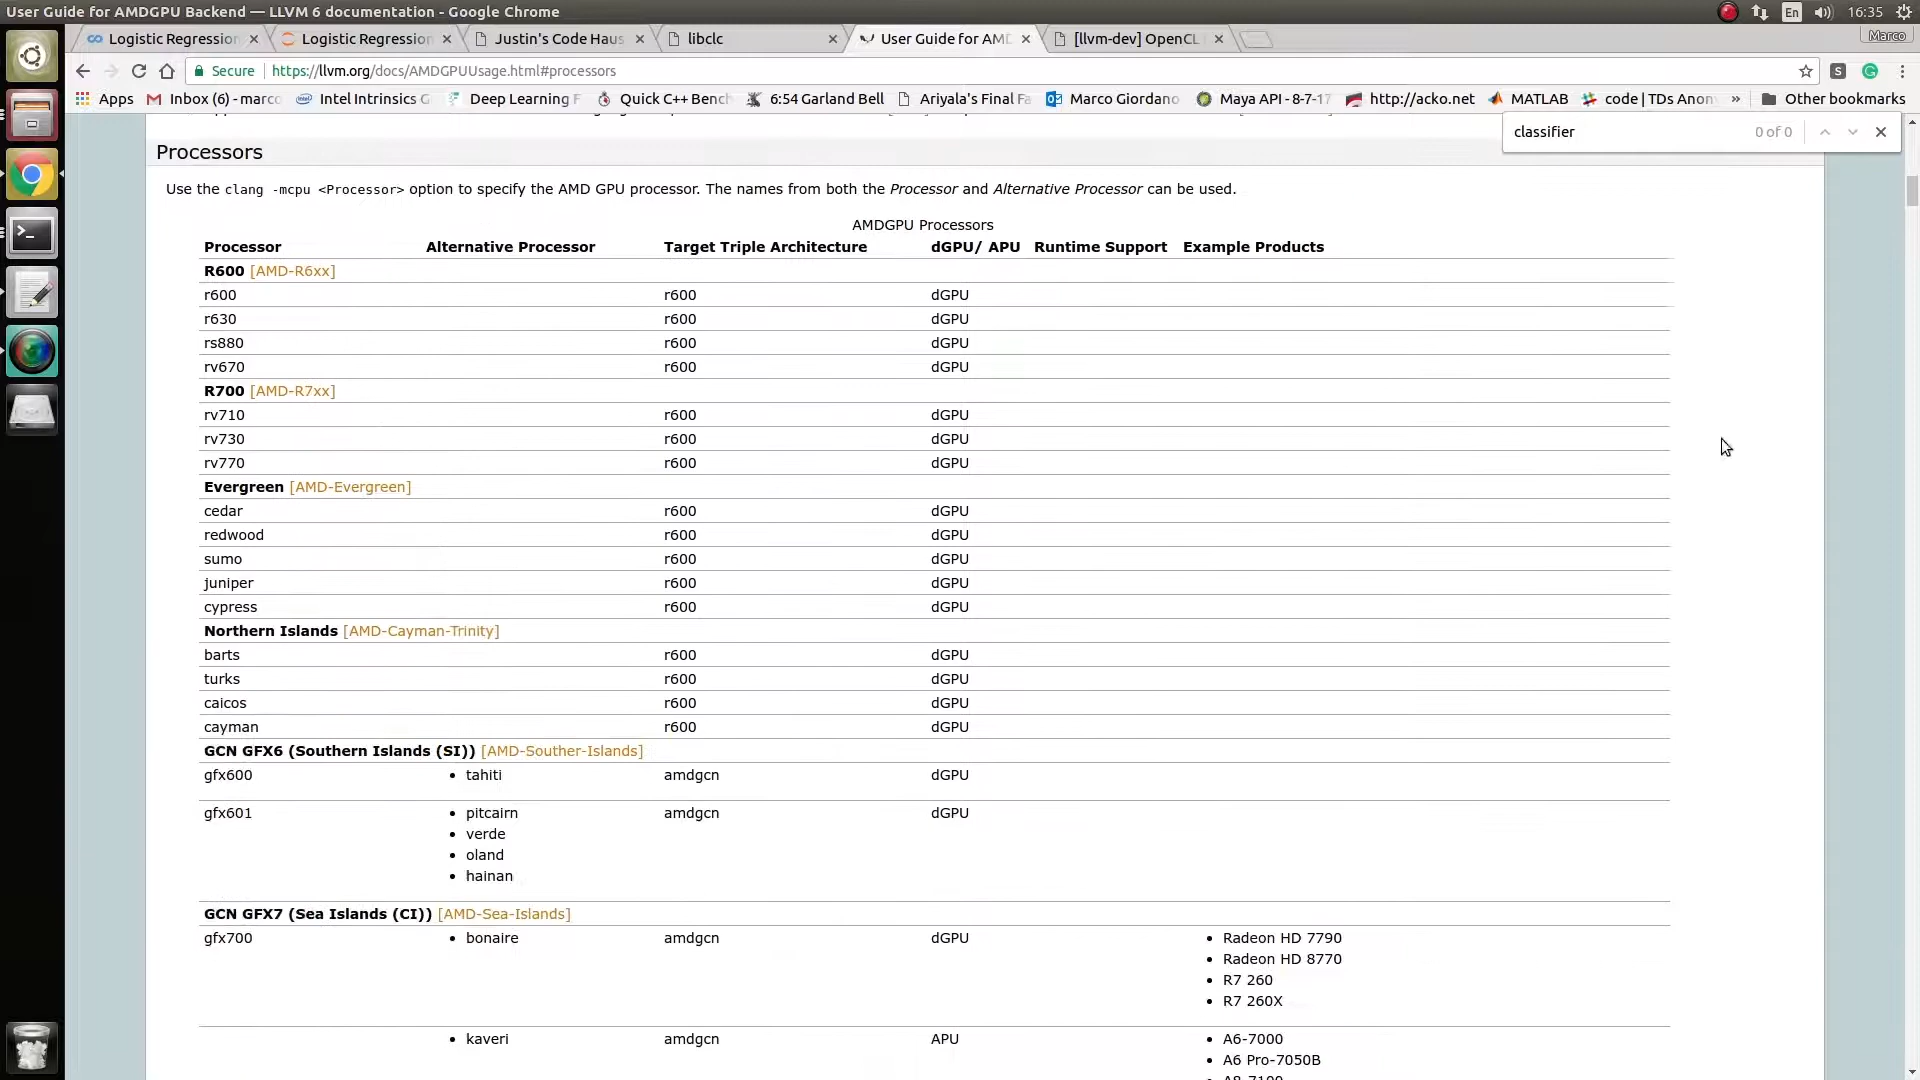 User Guide for AMDGPU Backend — LLVM 6 documentation - Google Chrome
En 16:35
Logistic Regression
Logistic Regression
Justin's Code Haus
libclc
User Guide for AMD
[llvm-dev] OpenCL
Marco
Secure https://llvm.org/docs/AMDGPUUsage.html#processors
S G
Apps Inbox (6) - marco Intel Intrinsics G Deep Learning F Quick C++ Bench 6:54 Garland Bell Ariyala's Final Fa Marco Giordano Maya API - 8-7-17 http://acko.net MATLAB code | TDs Anon » Other bookmarks
classifier 0 of 0
Processors
Use the clang -mcpu <Processor> option to specify the AMD GPU processor. The names from both the Processor and Alternative Processor can be used.
AMDGPU Processors
Processor Alternative Processor Target Triple Architecture dGPU/ APU Runtime Support Example Products
R600 [AMD-R6xx]
r600 r600 dGPU
r630 r600 dGPU
rs880 r600 dGPU
rv670 r600 dGPU
R700 [AMD-R7xx]
rv710 r600 dGPU
rv730 r600 dGPU
rv770 r600 dGPU
Evergreen [AMD-Evergreen]
cedar r600 dGPU
redwood r600 dGPU
sumo r600 dGPU
juniper r600 dGPU
cypress r600 dGPU
Northern Islands [AMD-Cayman-Trinity]
barts r600 dGPU
turks r600 dGPU
caicos r600 dGPU
cayman r600 dGPU
GCN GFX6 (Southern Islands (SI)) [AMD-Souther-Islands]
gfx600 • tahiti amdgcn dGPU
gfx601 • pitcairn amdgcn dGPU
• verde
• oland
• hainan
GCN GFX7 (Sea Islands (CI)) [AMD-Sea-Islands]
gfx700 • bonaire amdgcn dGPU • Radeon HD 7790
• Radeon HD 8770
• R7 260
• R7 260X
• kaveri amdgcn APU • A6-7000
• A6 Pro-7050B